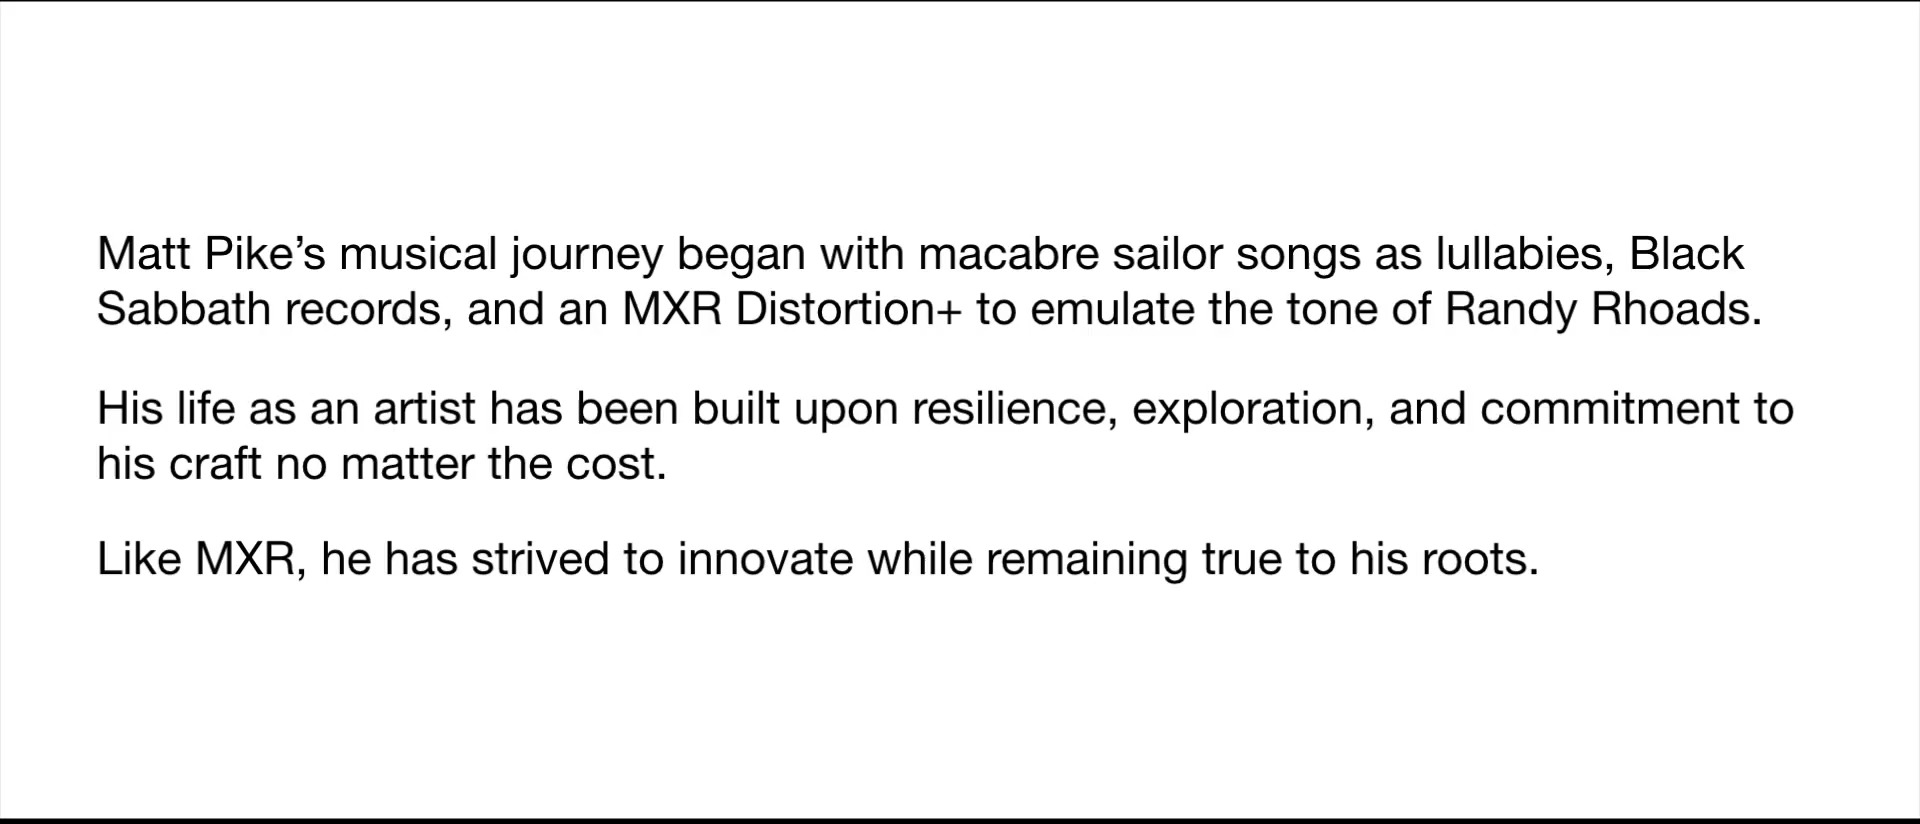 Matt Pike’s musical journey began with macabre sailor songs as lullabies, Black
Sabbath records, and an MXR Distortion+ to emulate the tone of Randy Rhoads.
His life as an artist has been built upon resilience, exploration, and commitment to
his craft no matter the cost.
Like MXR, he has strived to innovate while remaining true to his roots.